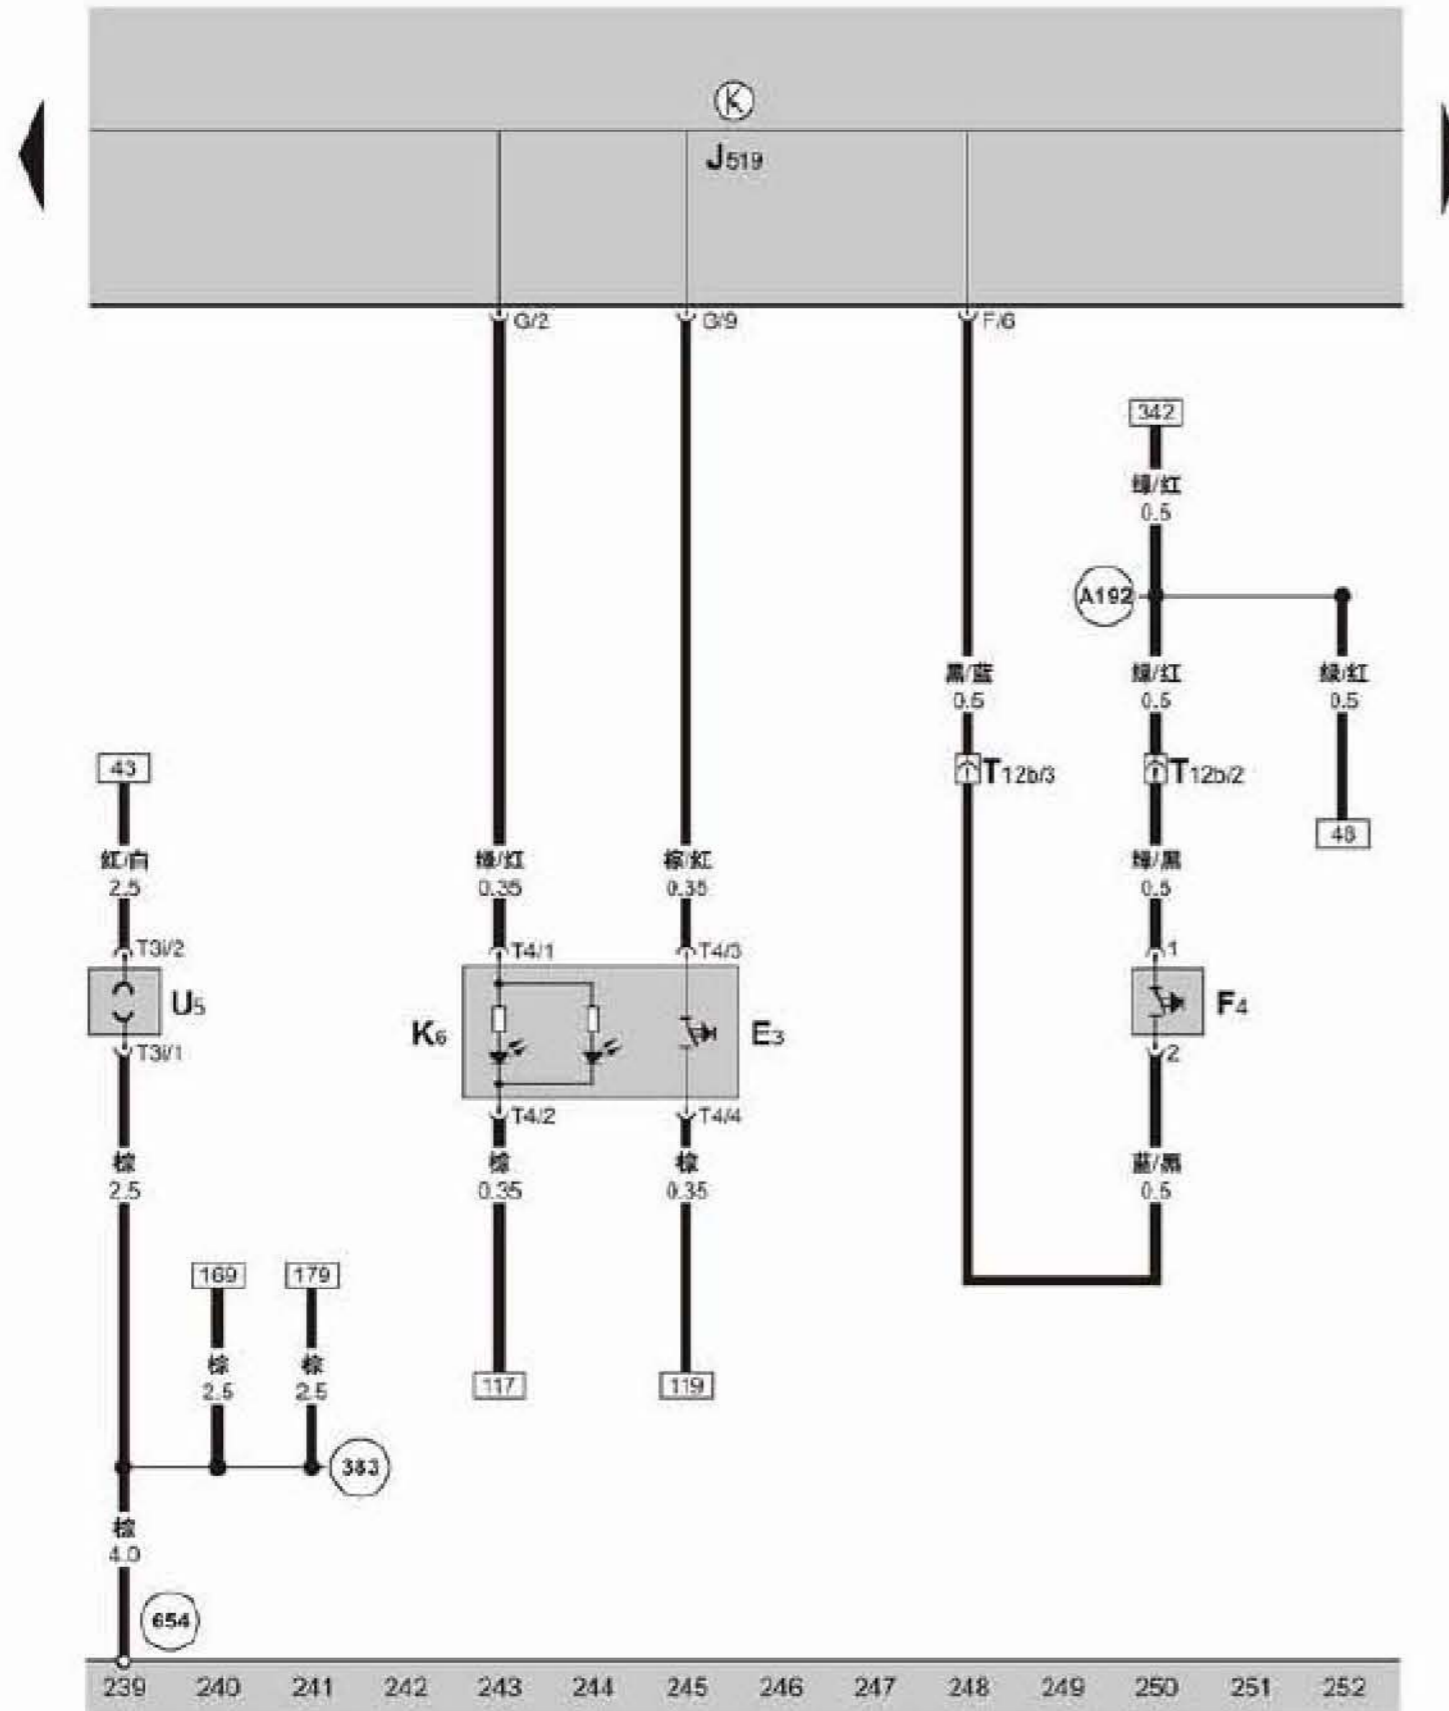 K
J519
G/2 G/9 F/6
342
绿/红
0.5
A192
黑/蓝 绿/红 绿/红
0.5 0.5 0.5
43 T12b/3 T12b/2
48
红/白 绿/红 棕/红 绿/黑
2.5 0.35 0.35 0.5
T3i/2 T4/1 T4/3 1
U5 K6 E3 F4
T3i/1 2
T4/2 T4/4
棕 棕 棕 蓝/黑
2.5 0.35 0.35 0.5
169 179
棕 棕
2.5 2.5
117 119
383
棕
4.0
654
239 240 241 242 243 244 245 246 247 248 249 250 251 252